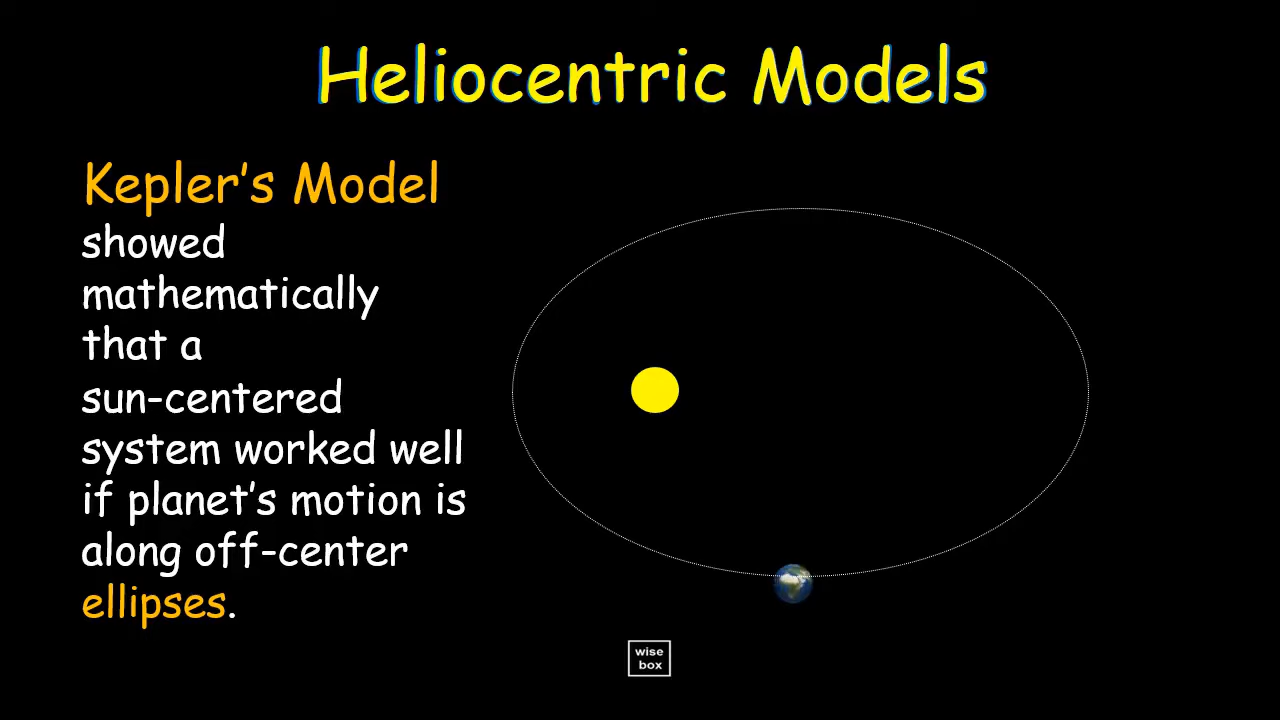 Heliocentric Models
Kepler's Model
showed
mathematically
that a
sun-centered
system worked well
if planet's motion is
along off-center
ellipses.
wise
box